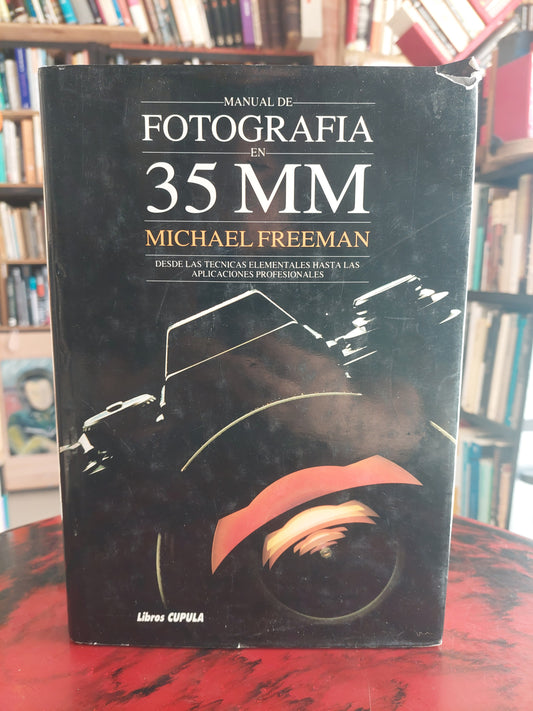 MANUAL DE
FOTOGRAFIA
EN
35 MM
MICHAEL FREEMAN
DESDE LAS TECNICAS ELEMENTALES HASTA LAS
APLICACIONES PROFESIONALES
Libros CUPULA